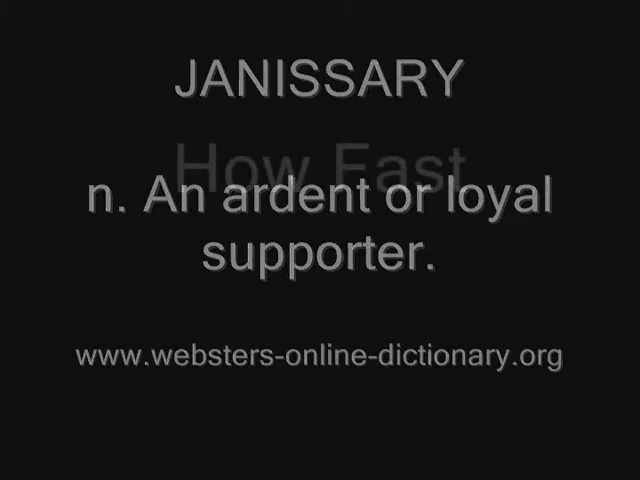 JANISSARY
How Fast
n. An ardent or loyal
supporter.
www.websters-online-dictionary.org